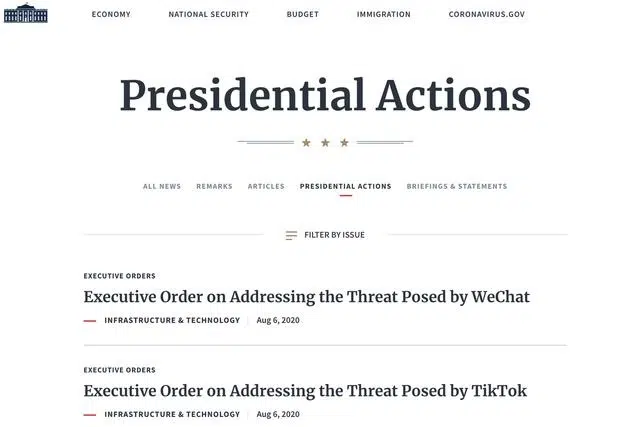 ECONOMY NATIONAL SECURITY BUDGET IMMIGRATION CORONAVIRUS.GOV
Presidential Actions
ALL NEWS REMARKS ARTICLES PRESIDENTIAL ACTIONS BRIEFINGS & STATEMENTS
FILTER BY ISSUE
EXECUTIVE ORDERS
Executive Order on Addressing the Threat Posed by WeChat
INFRASTRUCTURE & TECHNOLOGY Aug 6, 2020
EXECUTIVE ORDERS
Executive Order on Addressing the Threat Posed by TikTok
INFRASTRUCTURE & TECHNOLOGY Aug 6, 2020